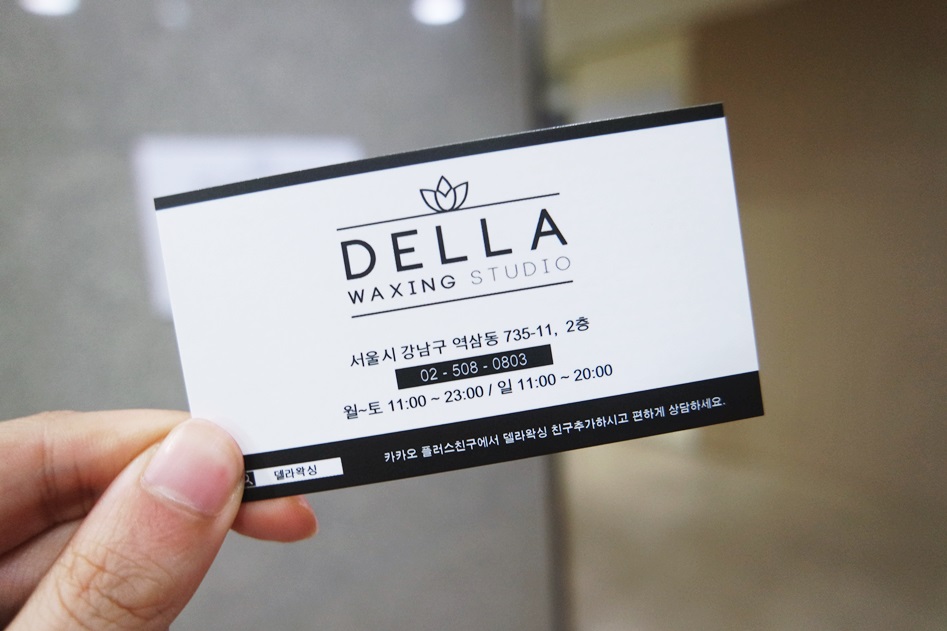 DELLA
WAXING STUDIO
서울시 강남구 역삼동 735-11, 2층
02 - 508 - 0803
월~토 11:00 ~ 23:00 / 일 11:00 ~ 20:00
델라왁싱
카카오 플러스친구에서 델라왁싱 친구추가하시고 편하게 상담하세요.